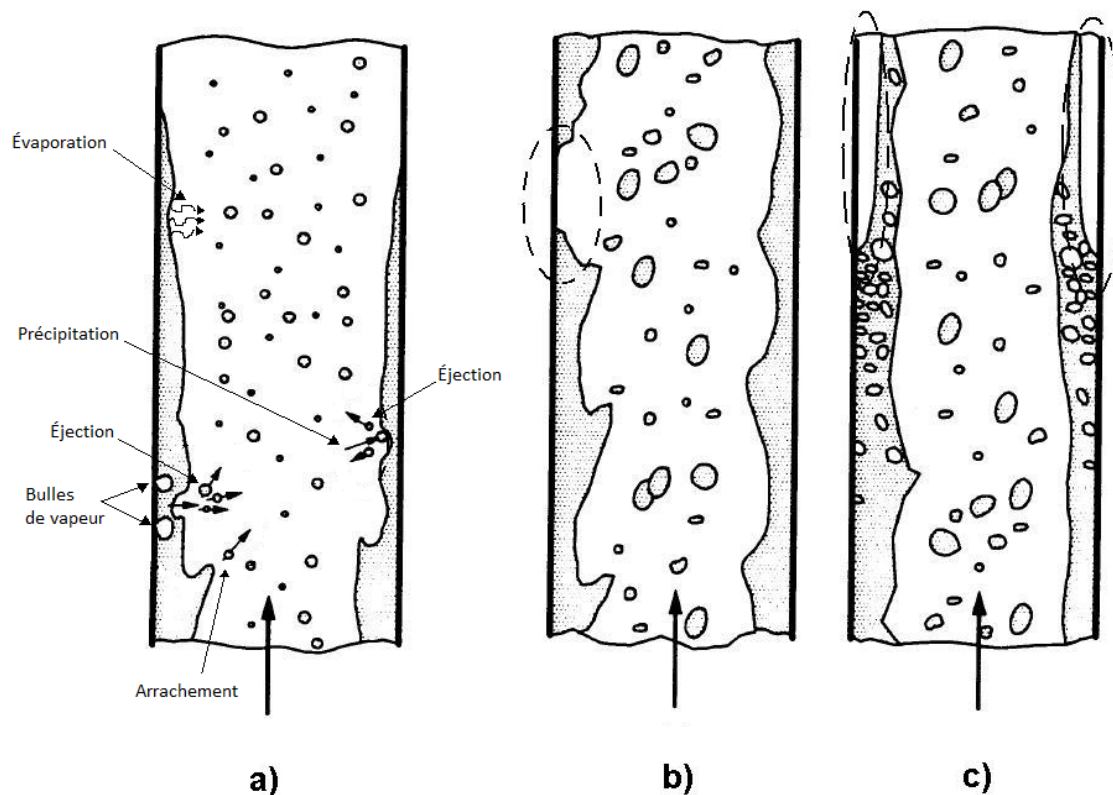 Évaporation
Précipitation
Éjection
Éjection
Bulles
de vapeur
Arrachement
a)
b)
c)